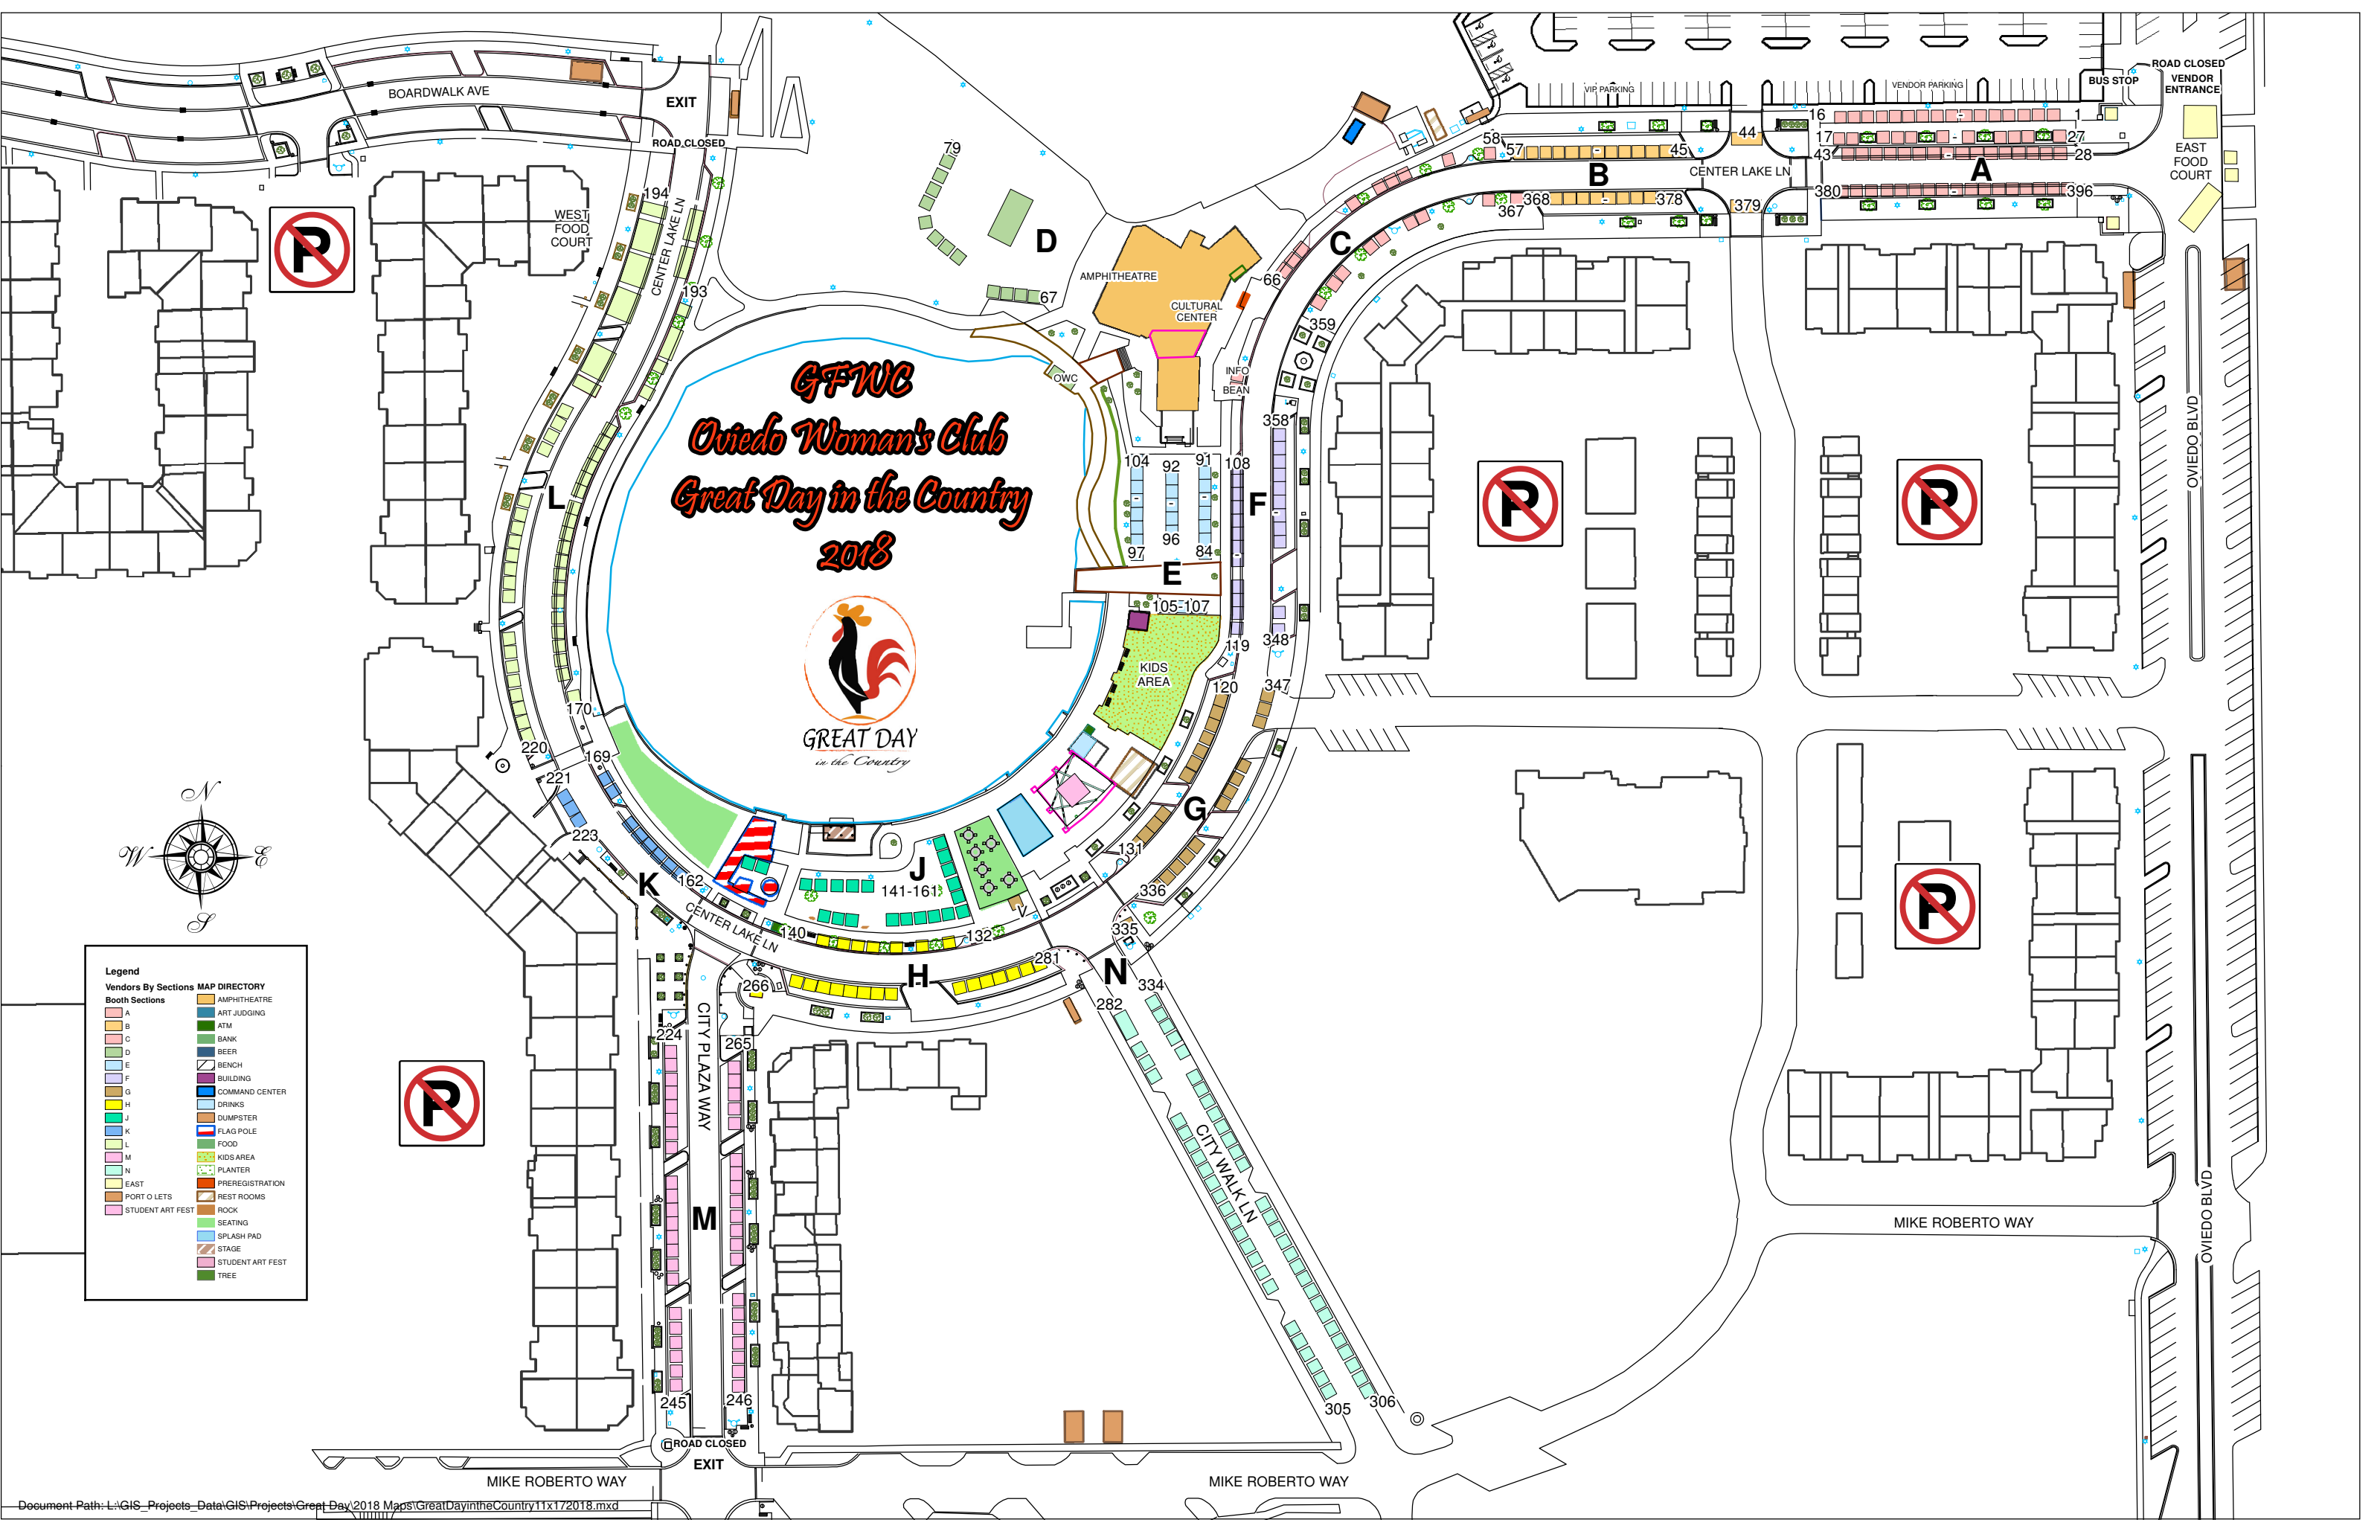 BOARDWALK AVE
EXIT
ROAD CLOSED
VIP PARKING
VENDOR PARKING
BUS STOP
ROAD CLOSED
VENDOR
ENTRANCE
16
-
1
17
-
27
43
-
28
44
58
57
-
45
B
CENTER LAKE LN
A
EAST
FOOD
COURT
380
-
396
367
368
-
378
379
79
D
67
C
66
359
AMPHITHEATRE
CULTURAL
CENTER
INFO
BEAN
OWC
P
WEST
FOOD
COURT
194
CENTER LAKE LN
193
L
GFWC
Oviedo Woman's Club
Great Day in the Country
2018
GREAT DAY
in the Country
358
104
92
91
108
-
-
-
-
F
-
97
96
84
E
105-107
119
348
KIDS
AREA
120
347
P
P
OVIEDO BLVD
170
220
169
221
223
K
162
CENTER LAKE LN
140
J
141-161
132
131
G
336
335
H
281
266
N
282
334
N
W
E
S
224
265
CITY PLAZA WAY
M
245
246
ROAD CLOSED
EXIT
CITY WALK LN
305
306
P
P
MIKE ROBERTO WAY
OVIEDO BLVD
MIKE ROBERTO WAY
MIKE ROBERTO WAY
Legend
Vendors By Sections
Booth Sections
A
B
C
D
E
F
G
H
J
K
L
M
N
EAST
PORT O LETS
STUDENT ART FEST
MAP DIRECTORY
AMPHITHEATRE
ART JUDGING
ATM
BANK
BEER
BENCH
BUILDING
COMMAND CENTER
DRINKS
DUMPSTER
FLAG POLE
FOOD
KIDS AREA
PLANTER
PREREGISTRATION
REST ROOMS
ROCK
SEATING
SPLASH PAD
STAGE
STUDENT ART FEST
TREE
Document Path: L:\GIS_Projects_Data\GIS\Projects\Great Day\2018 Maps\GreatDayintheCountry11x172018.mxd